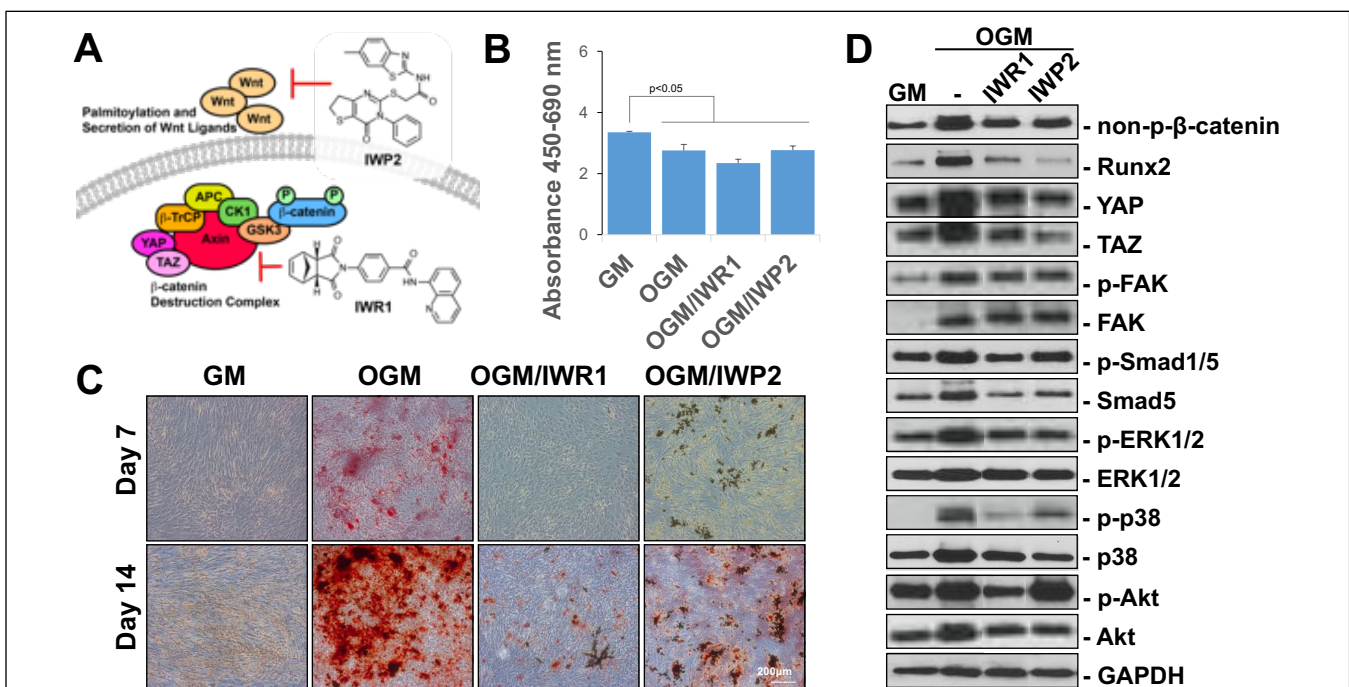 A
Wnt
Wnt
Wnt
Palmitoylation and
Secretion of Wnt Ligands
N
S
NH
O
S
N
S
N
O
IWP2
APC
P
P
β-TrCP
CK1
β-catenin
GSK3
YAP
Axin
TAZ
β-catenin
Destruction Complex
H
H
O
N
O
O
HN
N
IWR1
B
Absorbance 450-690 nm
6
4
2
0
p<0.05
GM
OGM
OGM/IWR1
OGM/IWP2
C
GM
OGM
OGM/IWR1
OGM/IWP2
Day 7
Day 14
200µm
D
OGM
GM
-
IWR1
IWP2
- non-p-β-catenin
- Runx2
- YAP
- TAZ
- p-FAK
- FAK
- p-Smad1/5
- Smad5
- p-ERK1/2
- ERK1/2
- p-p38
- p38
- p-Akt
- Akt
- GAPDH